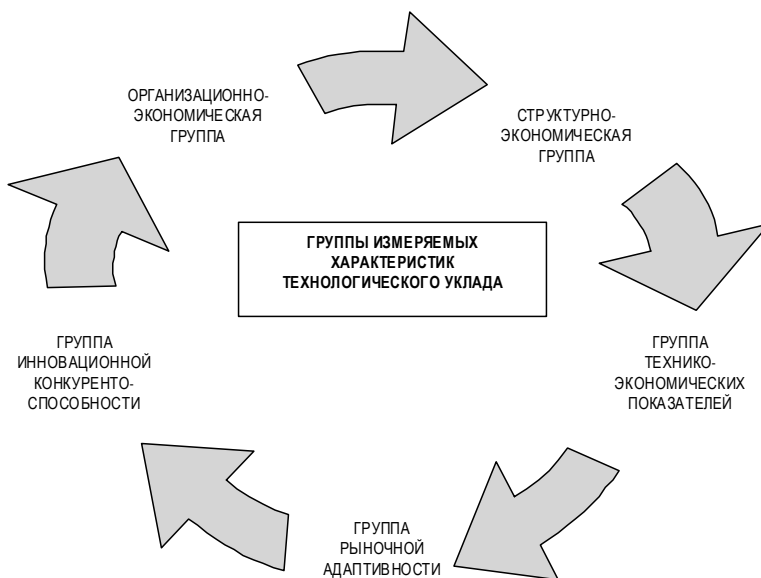 ОРГАНИЗАЦИОННО-
ЭКОНОМИЧЕСКАЯ
ГРУППА
СТРУКТУРНО-
ЭКОНОМИЧЕСКАЯ
ГРУППА
ГРУППЫ ИЗМЕРЯЕМЫХ
ХАРАКТЕРИСТИК
ТЕХНОЛОГИЧЕСКОГО УКЛАДА
ГРУППА
ИННОВАЦИОННОЙ
КОНКУРЕНТО-
СПОСОБНОСТИ
ГРУППА
ТЕХНИКО-
ЭКОНОМИЧЕСКИХ
ПОКАЗАТЕЛЕЙ
ГРУППА
РЫНОЧНОЙ
АДАПТИВНОСТИ